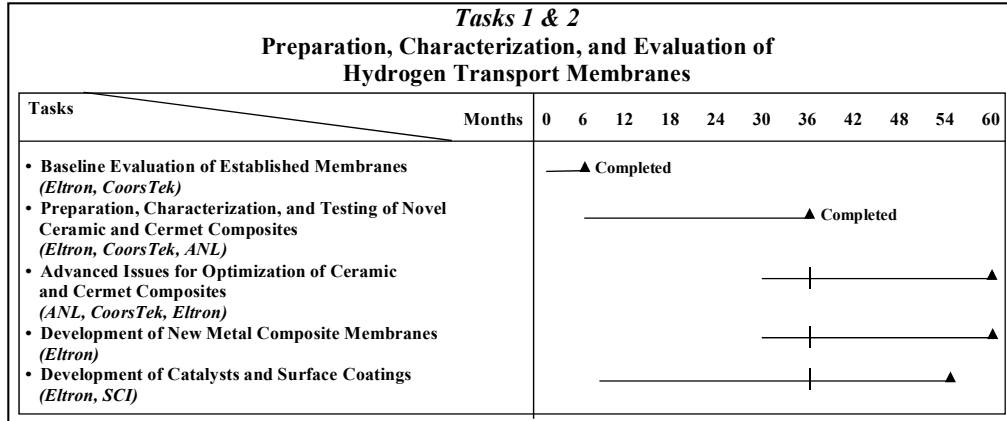 Tasks 1 & 2
Preparation, Characterization, and Evaluation of
Hydrogen Transport Membranes
Tasks
Months 0 6 12 18 24 30 36 42 48 54 60
• Baseline Evaluation of Established Membranes
Completed
(Eltron, CoorsTek)
• Preparation, Characterization, and Testing of Novel
Ceramic and Cermet Composites
Completed
(Eltron, CoorsTek, ANL)
• Advanced Issues for Optimization of Ceramic
and Cermet Composites
(ANL, CoorsTek, Eltron)
• Development of New Metal Composite Membranes
(Eltron)
• Development of Catalysts and Surface Coatings
(Eltron, SCI)